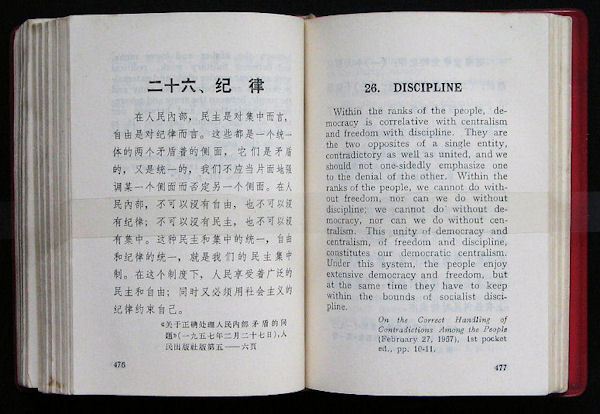 二十六、纪 律
在人民内部，民主是对集中而言，
自由是对纪律而言。这些都是一个统一
体的两个矛盾着的侧面，它们是矛盾
的，又是统一的，我们不应当片面地强
调某一个侧面而否定另一个侧面。在人
民内部，不可以沒有自由，也不可以沒
有纪律；不可以沒有民主，也不可以沒
有集中。这种民主和集中的统一，自由
和纪律的统一，就是我们的民主集中
制。在这个制度下，人民享受着广泛的
民主和自由；同时又必须用社会主义的
纪律约束自己。
《关于正确处理人民内部矛盾的问
题》（一九五七年二月二十七日），人
民出版社版第五——六頁
476
26. DISCIPLINE
Within the ranks of the people, de-
mocracy is correlative with centralism
and freedom with discipline. They are
the two opposites of a single entity,
contradictory as well as united, and we
should not one-sidedly emphasize one
to the denial of the other. Within the
ranks of the people, we cannot do with-
out freedom, nor can we do without
discipline; we cannot do without de-
mocracy, nor can we do without cen-
tralism. This unity of democracy and
centralism, of freedom and discipline,
constitutes our democratic centralism.
Under this system, the people enjoy
extensive democracy and freedom, but
at the same time they have to keep
within the bounds of socialist disci-
pline.
On the Correct Handling of
Contradictions Among the People
(February 27, 1957), 1st pocket
ed., pp. 10-11.
477